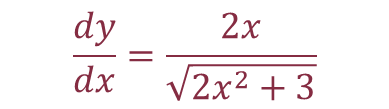 dy/dx = 2x/√(2x² + 3)